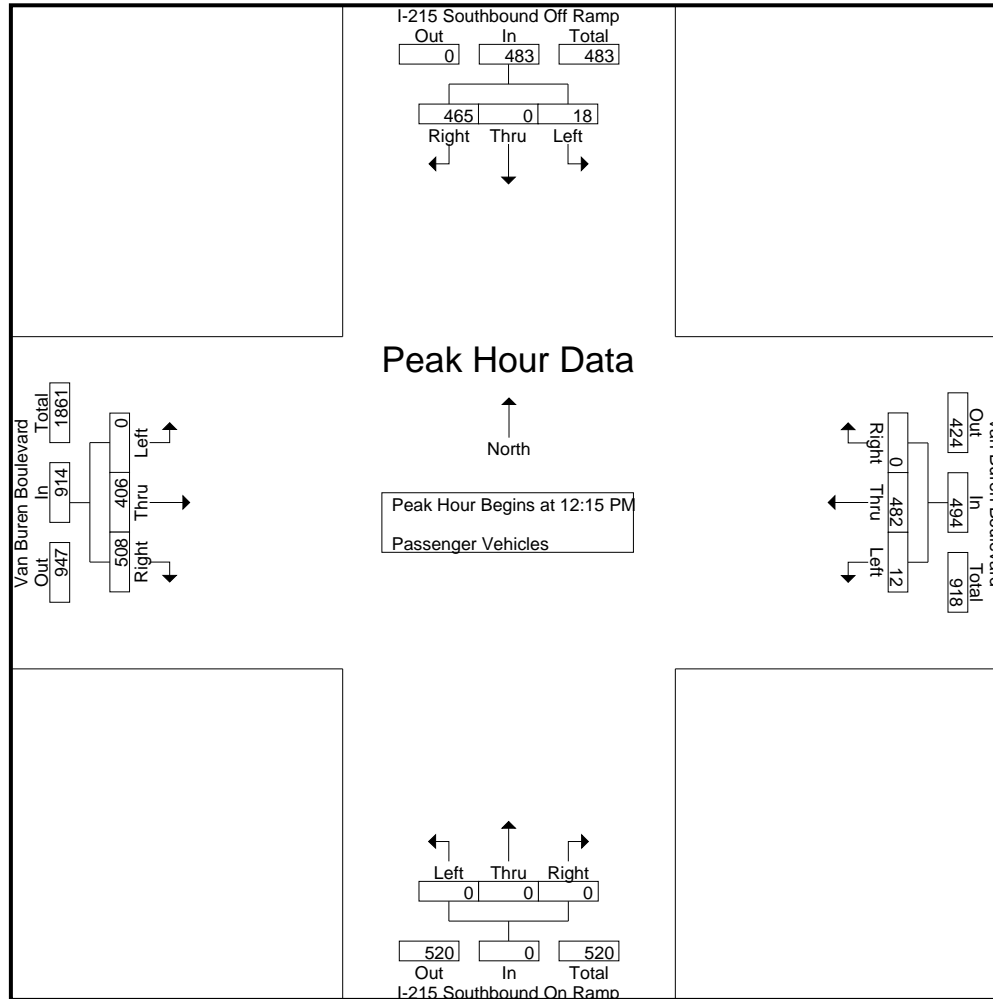 I-215 Southbound Off Ramp
Out In Total
0 483 483
465 0 18
Right Thru Left
Peak Hour Data
North
Peak Hour Begins at 12:15 PM
Passenger Vehicles
Van Buren Boulevard
Out In Total
947 914 1861
Right Thru Left
508 406 0
Van Buren Boulevard
Out In Total
424 494 918
Right Thru Left
0 482 12
Left Thru Right
0 0 0
520 0 520
Out In Total
I-215 Southbound On Ramp